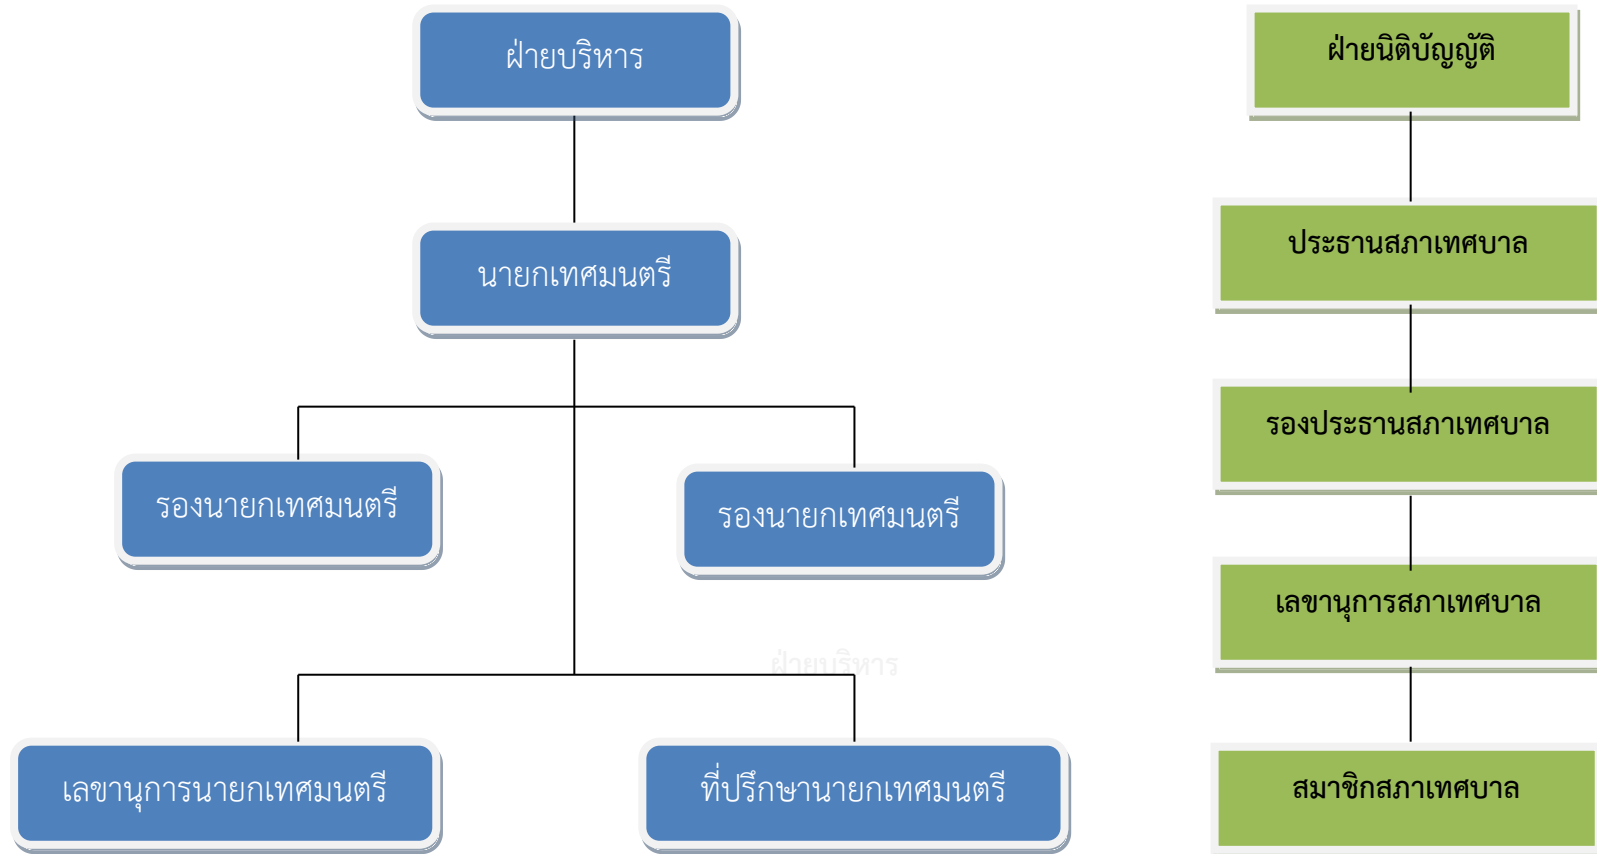 ฝ่ายบริหาร
นายกเทศมนตรี
รองนายกเทศมนตรี
รองนายกเทศมนตรี
ฝ่ายบริหาร
เลขานุการนายกเทศมนตรี
ที่ปรึกษานายกเทศมนตรี
ฝ่ายนิติบัญญัติ
ประธานสภาเทศบาล
รองประธานสภาเทศบาล
เลขานุการสภาเทศบาล
สมาชิกสภาเทศบาล